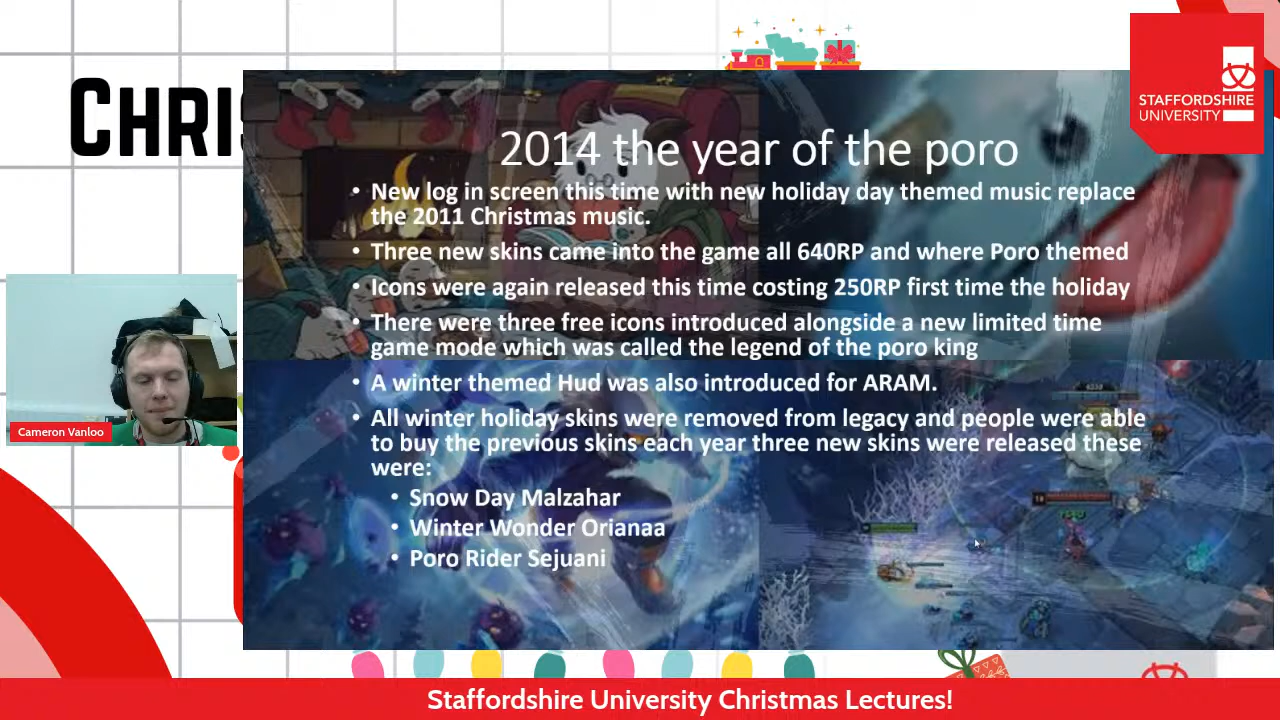 CHRIS
STAFFORDSHIRE
UNIVERSITY
2014 the year of the poro
• New log in screen this time with new holiday day themed music replace
the 2011 Christmas music.
• Three new skins came into the game all 640RP and where Poro themed
• Icons were again released this time costing 250RP first time the holiday
• There were three free icons introduced alongside a new limited time
game mode which was called the legend of the poro king
• A winter themed Hud was also introduced for ARAM.
• All winter holiday skins were removed from legacy and people were able
to buy the previous skins each year three new skins were released these
were:
• Snow Day Malzahar
• Winter Wonder Orianaa
• Poro Rider Sejuani
Cameron Vanloo
Staffordshire University Christmas Lectures!